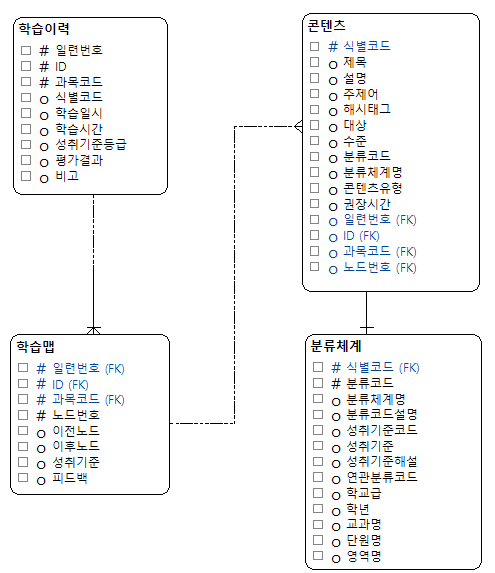 학습이력
# 일련번호
# ID
# 과목코드
o 식별코드
o 학습일시
o 학습시간
o 성취기준등급
o 평가결과
o 비고
콘텐츠
# 식별코드
o 제목
o 설명
o 주제어
o 해시태그
o 대상
o 수준
o 분류코드
o 분류체계명
o 콘텐츠유형
o 권장시간
o 일련번호 (FK)
o ID (FK)
o 과목코드 (FK)
o 노드번호 (FK)
학습맵
# 일련번호 (FK)
# ID (FK)
# 과목코드 (FK)
# 노드번호
o 이전노드
o 이후노드
o 성취기준
o 피드백
분류체계
# 식별코드 (FK)
# 분류코드
o 분류체계명
o 분류코드설명
o 성취기준코드
o 성취기준
o 성취기준해설
o 연관분류코드
o 학교급
o 학년
o 교과명
o 단원명
o 영역명